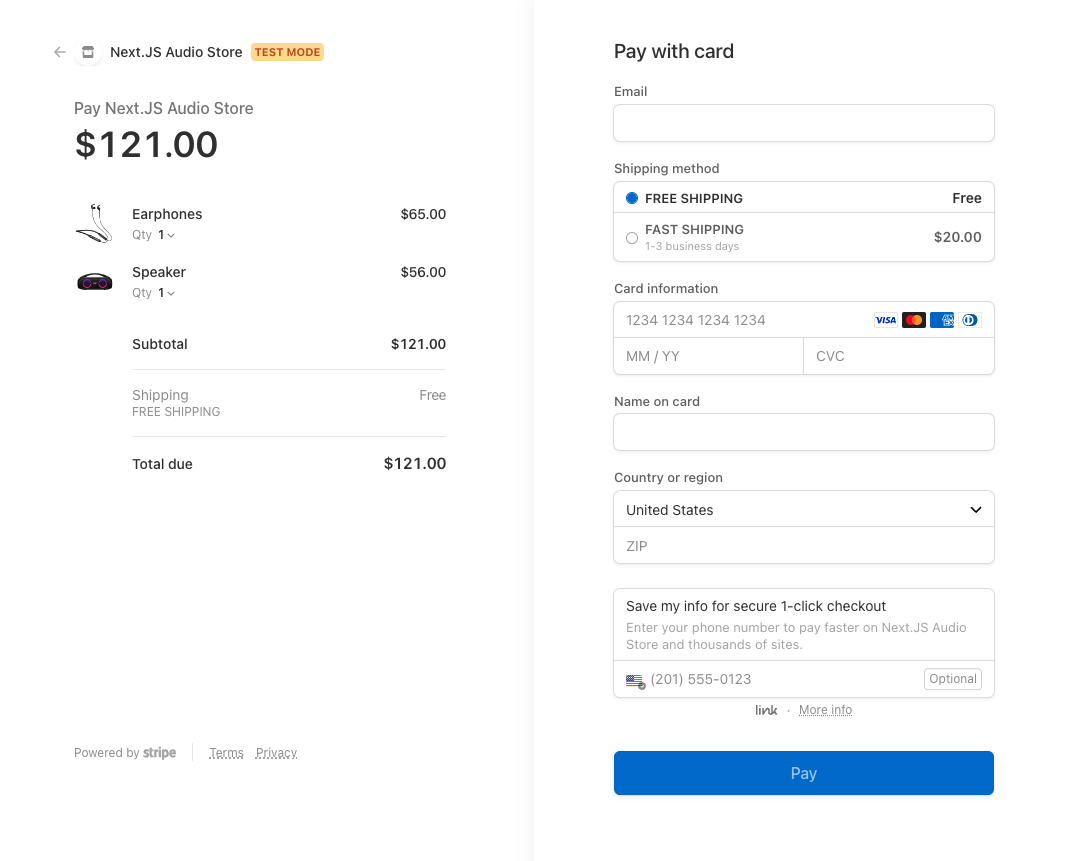 Next.JS Audio Store TEST MODE
Pay Next.JS Audio Store
$121.00
Earphones $65.00
Qty 1
Speaker $56.00
Qty 1
Subtotal $121.00
Shipping Free
FREE SHIPPING
Total due $121.00
Powered by stripe Terms Privacy
Pay with card
Email
Shipping method
FREE SHIPPING Free
FAST SHIPPING $20.00
1-3 business days
Card information
1234 1234 1234 1234 VISA
MM / YY CVC
Name on card
Country or region
United States
ZIP
Save my info for secure 1-click checkout
Enter your phone number to pay faster on Next.JS Audio
Store and thousands of sites.
(201) 555-0123 Optional
link · More info
Pay